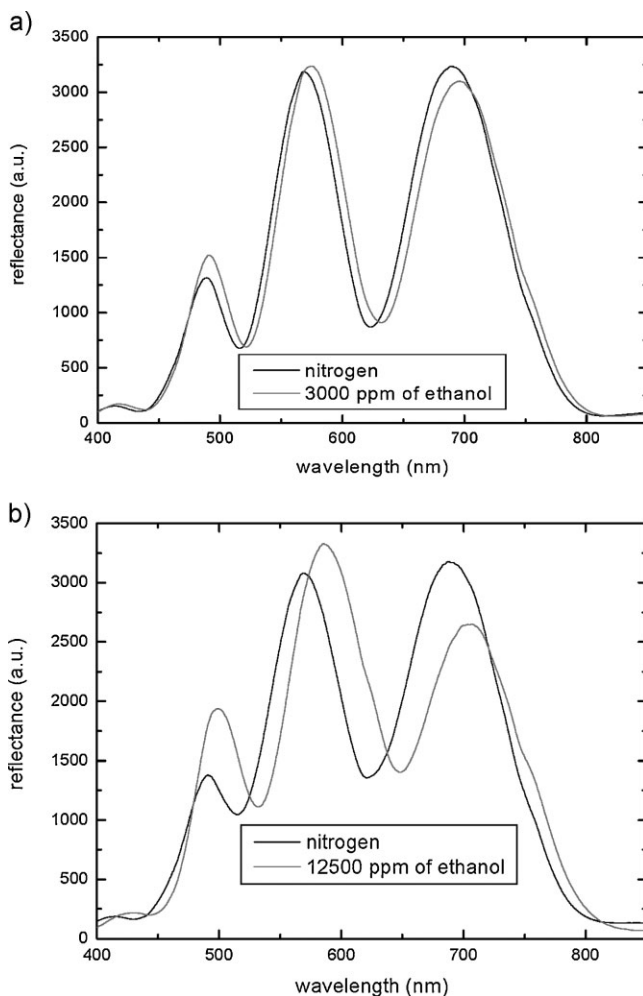 a)
3500
3000
2500
2000
1500
1000
500
0
reflectance (a.u.)
nitrogen
3000 ppm of ethanol
400 500 600 700 800
wavelength (nm)
b)
3500
3000
2500
2000
1500
1000
500
0
reflectance (a.u.)
nitrogen
12500 ppm of ethanol
400 500 600 700 800
wavelength (nm)